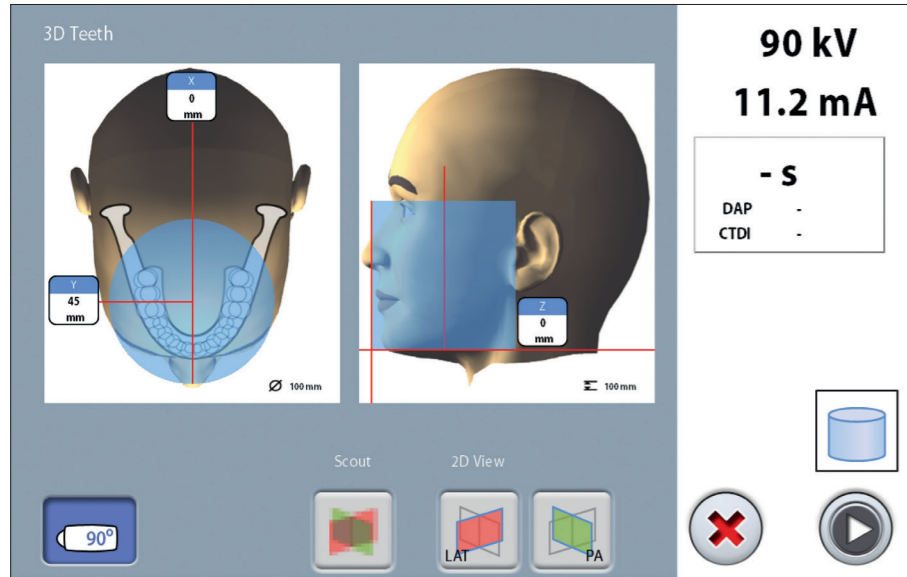 3D Teeth
X
0
mm
Y
45
mm
Ø 100 mm
Z
0
mm
100 mm
90 kV
11.2 mA
- s
DAP -
CTDI -
Scout
2D View
90°
LAT
PA